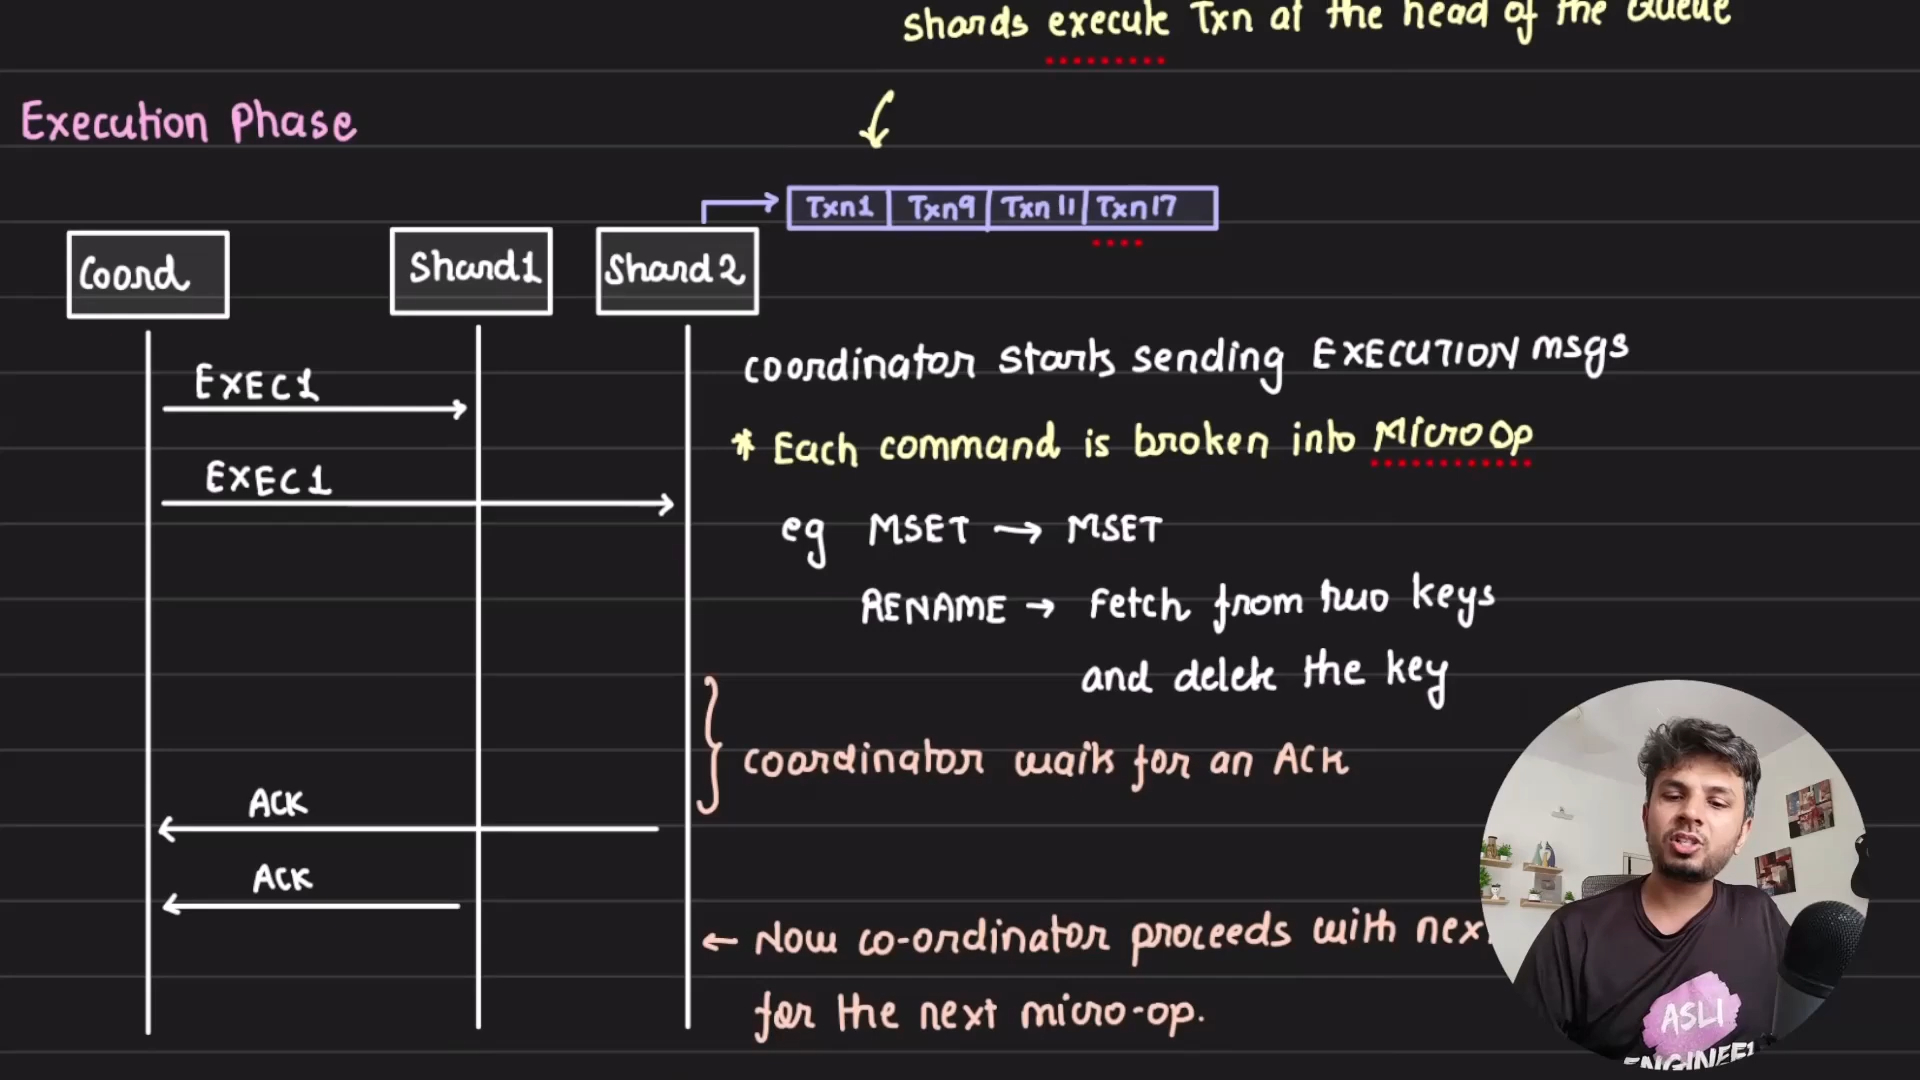 shards execute Txn at the head of the Queue
Execution Phase
Txn1 Txn9 Txn11 Txn17
Coord
Shard1
Shard2
EXEC1
EXEC1
coordinator starts sending EXECUTION msgs
* Each command is broken into MicroOp
eg MSET → MSET
RENAME → Fetch from two keys
and delete the key
coordinator waits for an ACK
ACK
ACK
← Now co-ordinator proceeds with next
for the next micro-op.
ASLI